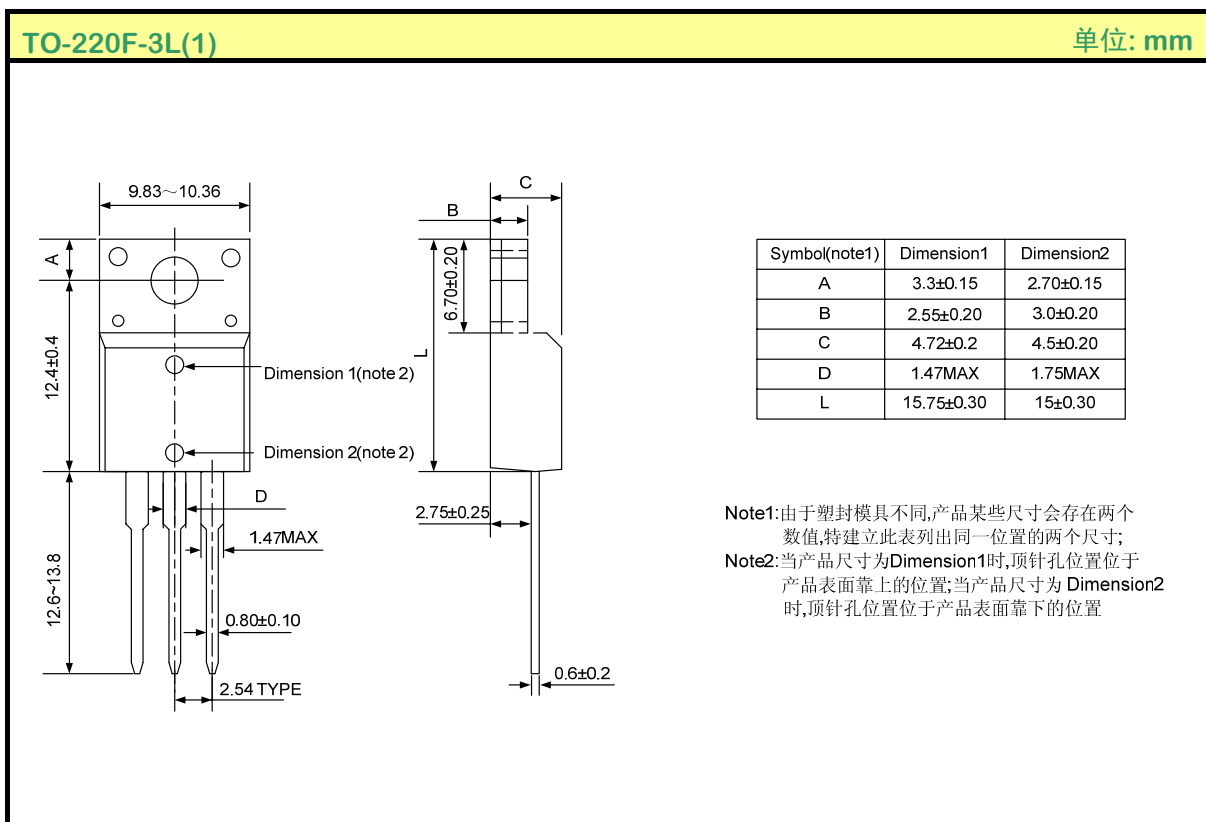 TO-220F-3L(1)
单位: mm
9.83～10.36
A
12.4±0.4
12.6~13.8
Dimension 1(note 2)
Dimension 2(note 2)
D
1.47MAX
0.80±0.10
2.54 TYPE
C
B
6.70±0.20
L
2.75±0.25
0.6±0.2
Symbol(note1) Dimension1 Dimension2
A 3.3±0.15 2.70±0.15
B 2.55±0.20 3.0±0.20
C 4.72±0.2 4.5±0.20
D 1.47MAX 1.75MAX
L 15.75±0.30 15±0.30
Note1:由于塑封模具不同,产品某些尺寸会存在两个
数值,特建立此表列出同一位置的两个尺寸;
Note2:当产品尺寸为Dimension1时,顶针孔位置位于
产品表面靠上的位置;当产品尺寸为 Dimension2
时,顶针孔位置位于产品表面靠下的位置